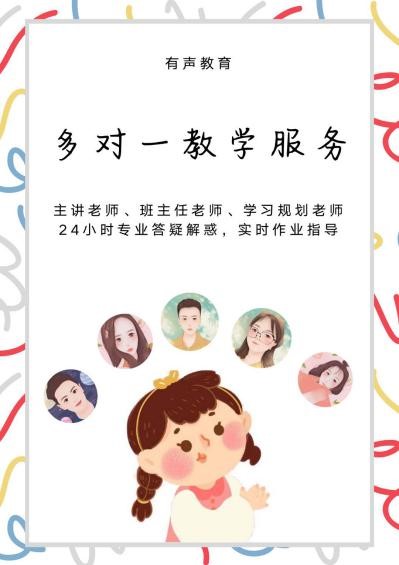 有声教育
多对一教学服务
主讲老师、班主任老师、学习规划老师
24小时专业答疑解惑，实时作业指导